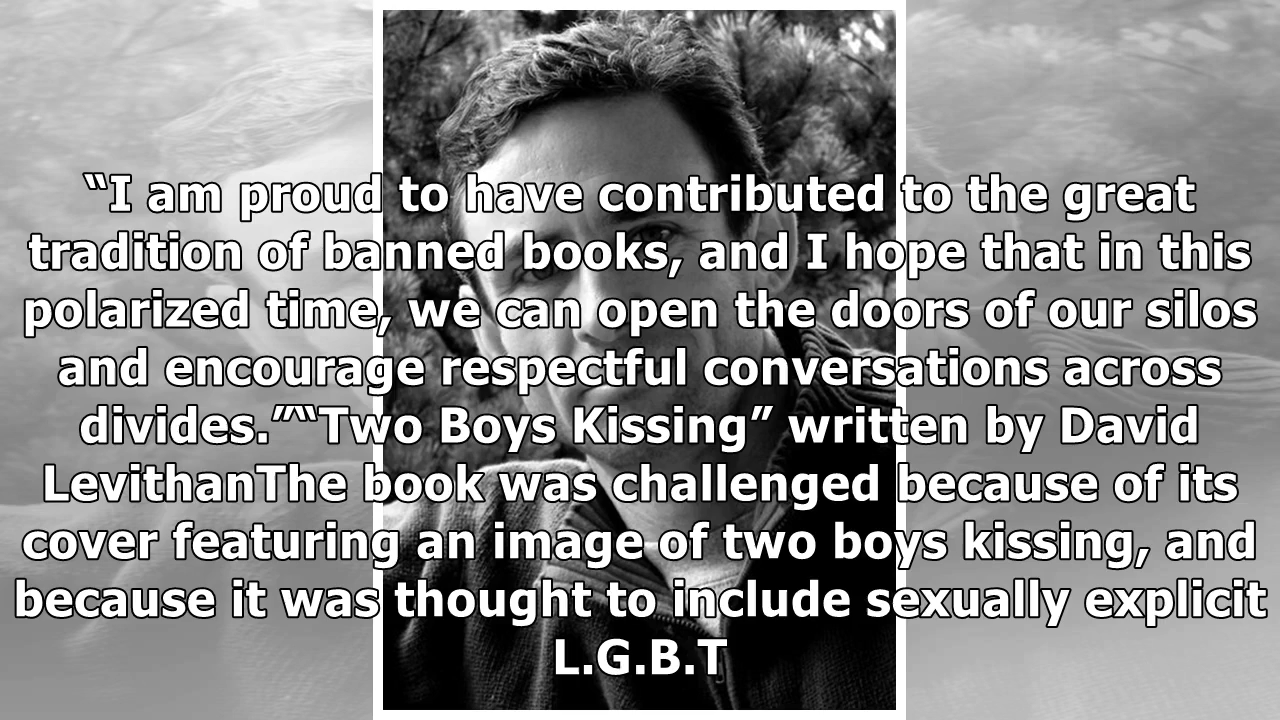 “I am proud to have contributed to the great
tradition of banned books, and I hope that in this
polarized time, we can open the doors of our silos
and encourage respectful conversations across
divides.”“Two Boys Kissing” written by David
LevithanThe book was challenged because of its
cover featuring an image of two boys kissing, and
because it was thought to include sexually explicit
L.G.B.T